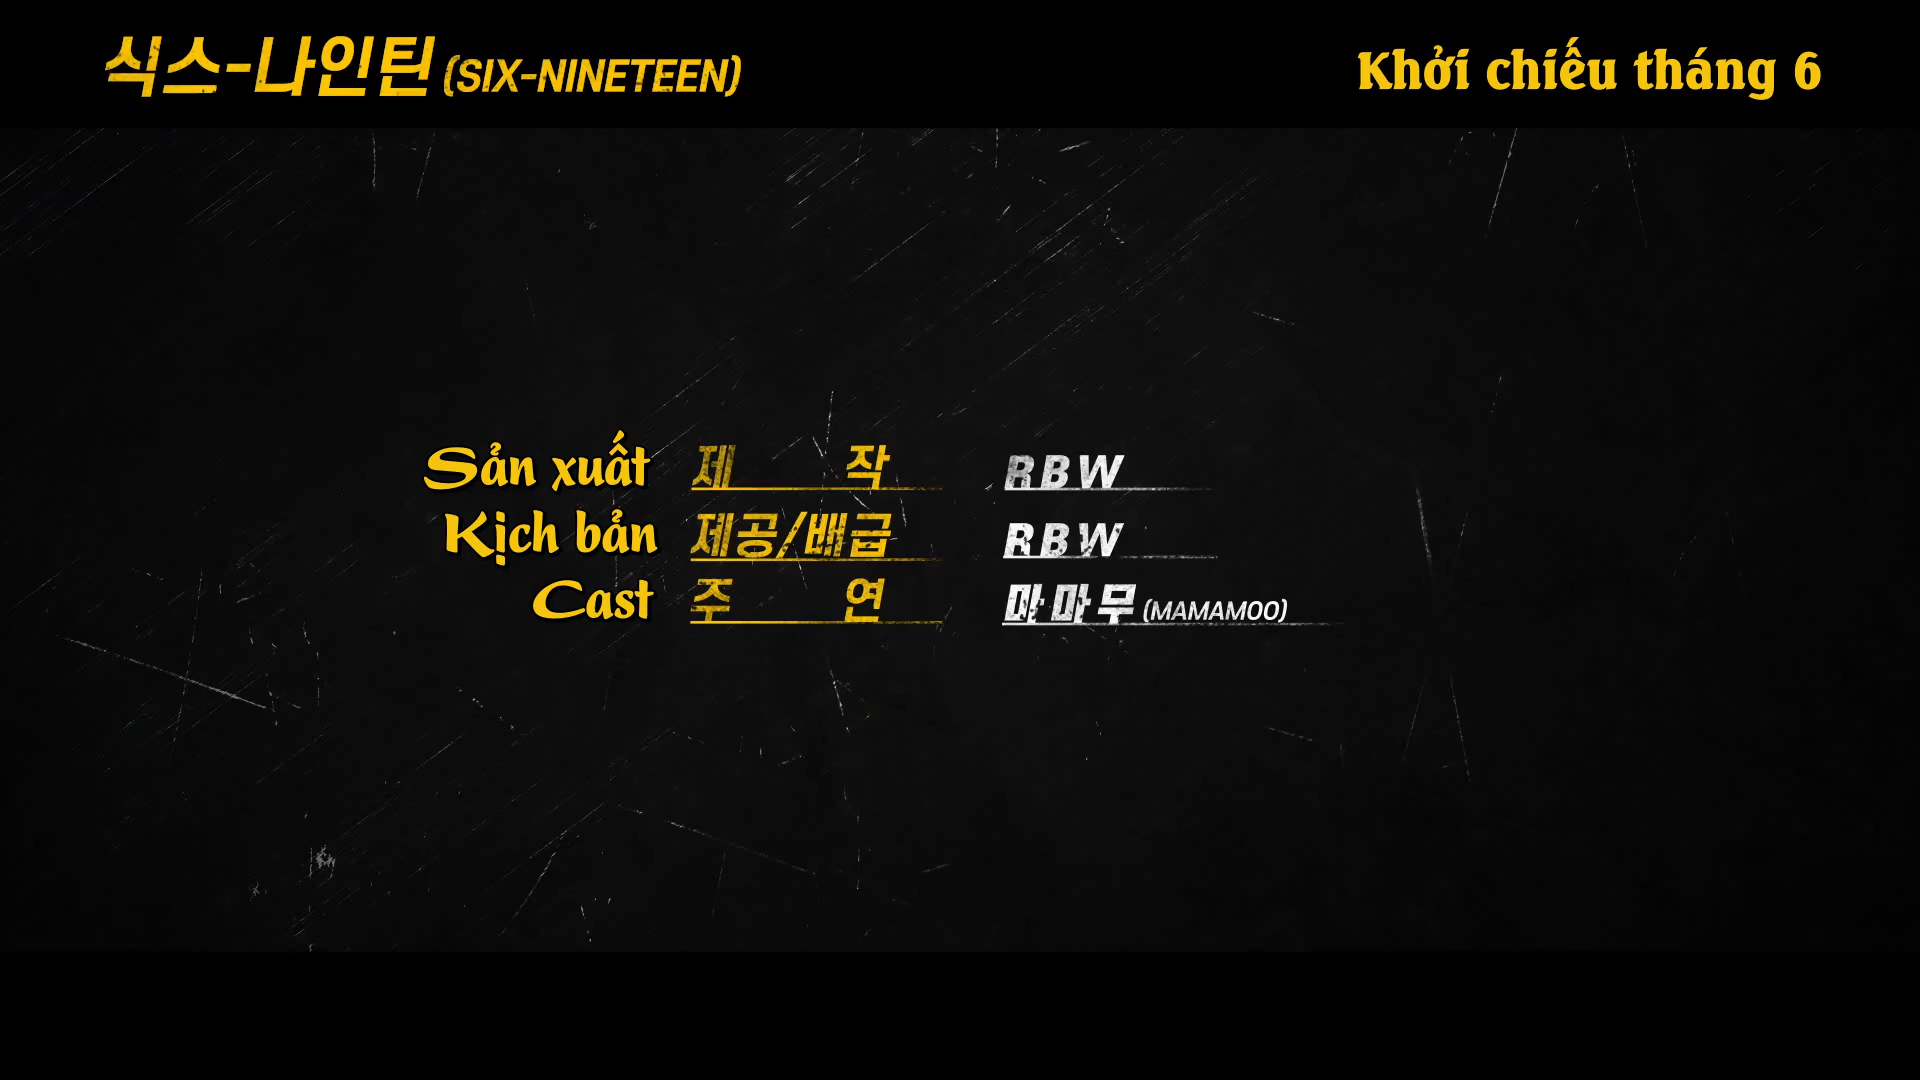 식스-나인틴 (SIX-NINETEEN) Khởi chiếu tháng 6
Sản xuất 제 작 RBW
Kịch bản 제공/배급 RBW
Cast 주 연 마마무 (MAMAMOO)